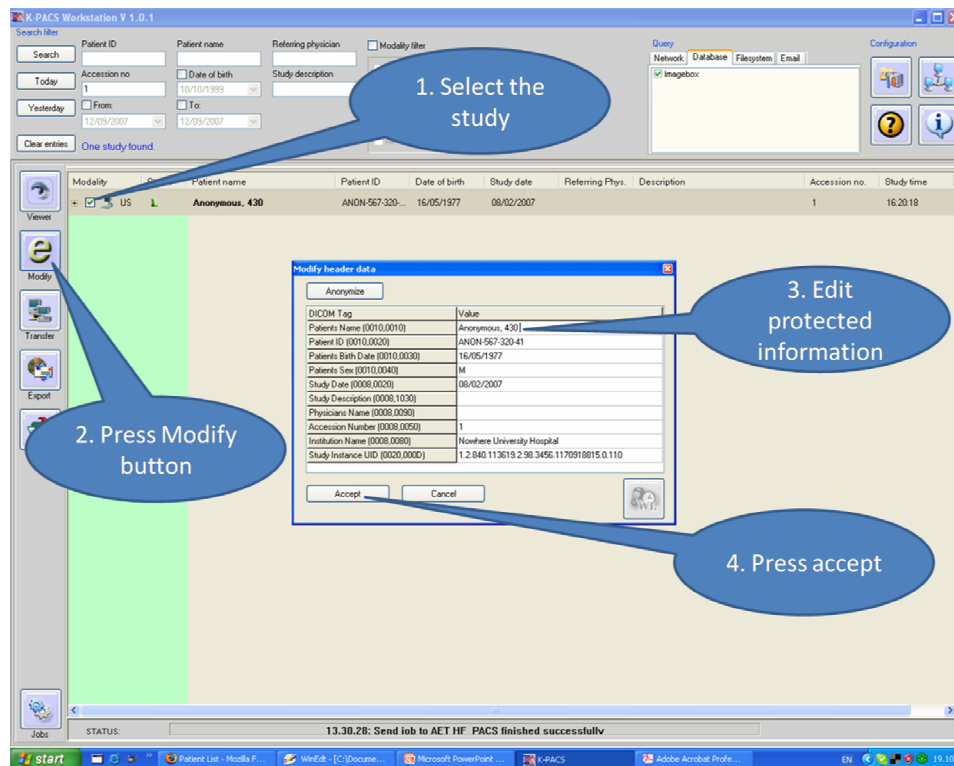 K-PACS Workstation V 1.0.1
Search filter
Search
Today
Yesterday
Clear entries
Patient ID
Patient name
Referring physician
Modality filter
Accession no
Date of birth
Study description
1
10/10/1999
From:
To:
12/09/2007
12/09/2007
One study found.
Query
Network
Database
Filesystem
Email
Imagebox
Configuration
1. Select the
study
Modality
Patient name
Patient ID
Date of birth
Study date
Referring Phys.
Description
Accession no.
Study time
US
1.
Anonymous, 430
ANON-567-320-...
16/05/1977
08/02/2007
1
16:20:18
Viewer
Modify
Transfer
Export
Jobs
Modify header data
Anonymize
DICOM Tag
Value
Patients Name (0010,0010)
Anonymous, 430
Patient ID (0010,0020)
ANON-567-320-41
Patients Birth Date (0010,0030)
16/05/1977
Patients Sex (0010,0040)
M
Study Date (0008,0020)
08/02/2007
Study Description (0008,1030)
Physicians Name (0008,0090)
Accession Number (0008,0050)
1
Institution Name (0008,0080)
Nowhere University Hospital
Study Instance UID (0020,000D)
1.2.840.113619.2.98.3456.1170918815.0.110
Accept
Cancel
2. Press Modify
button
3. Edit
protected
information
4. Press accept
STATUS:
13.30.28: Send job to AET HF_PACS finished successfully
start
Patient List - Mozilla F...
WinEdt - [C:\Docume...
Microsoft PowerPoint ...
K-PACS
Adobe Acrobat Profe...
EN
19.10